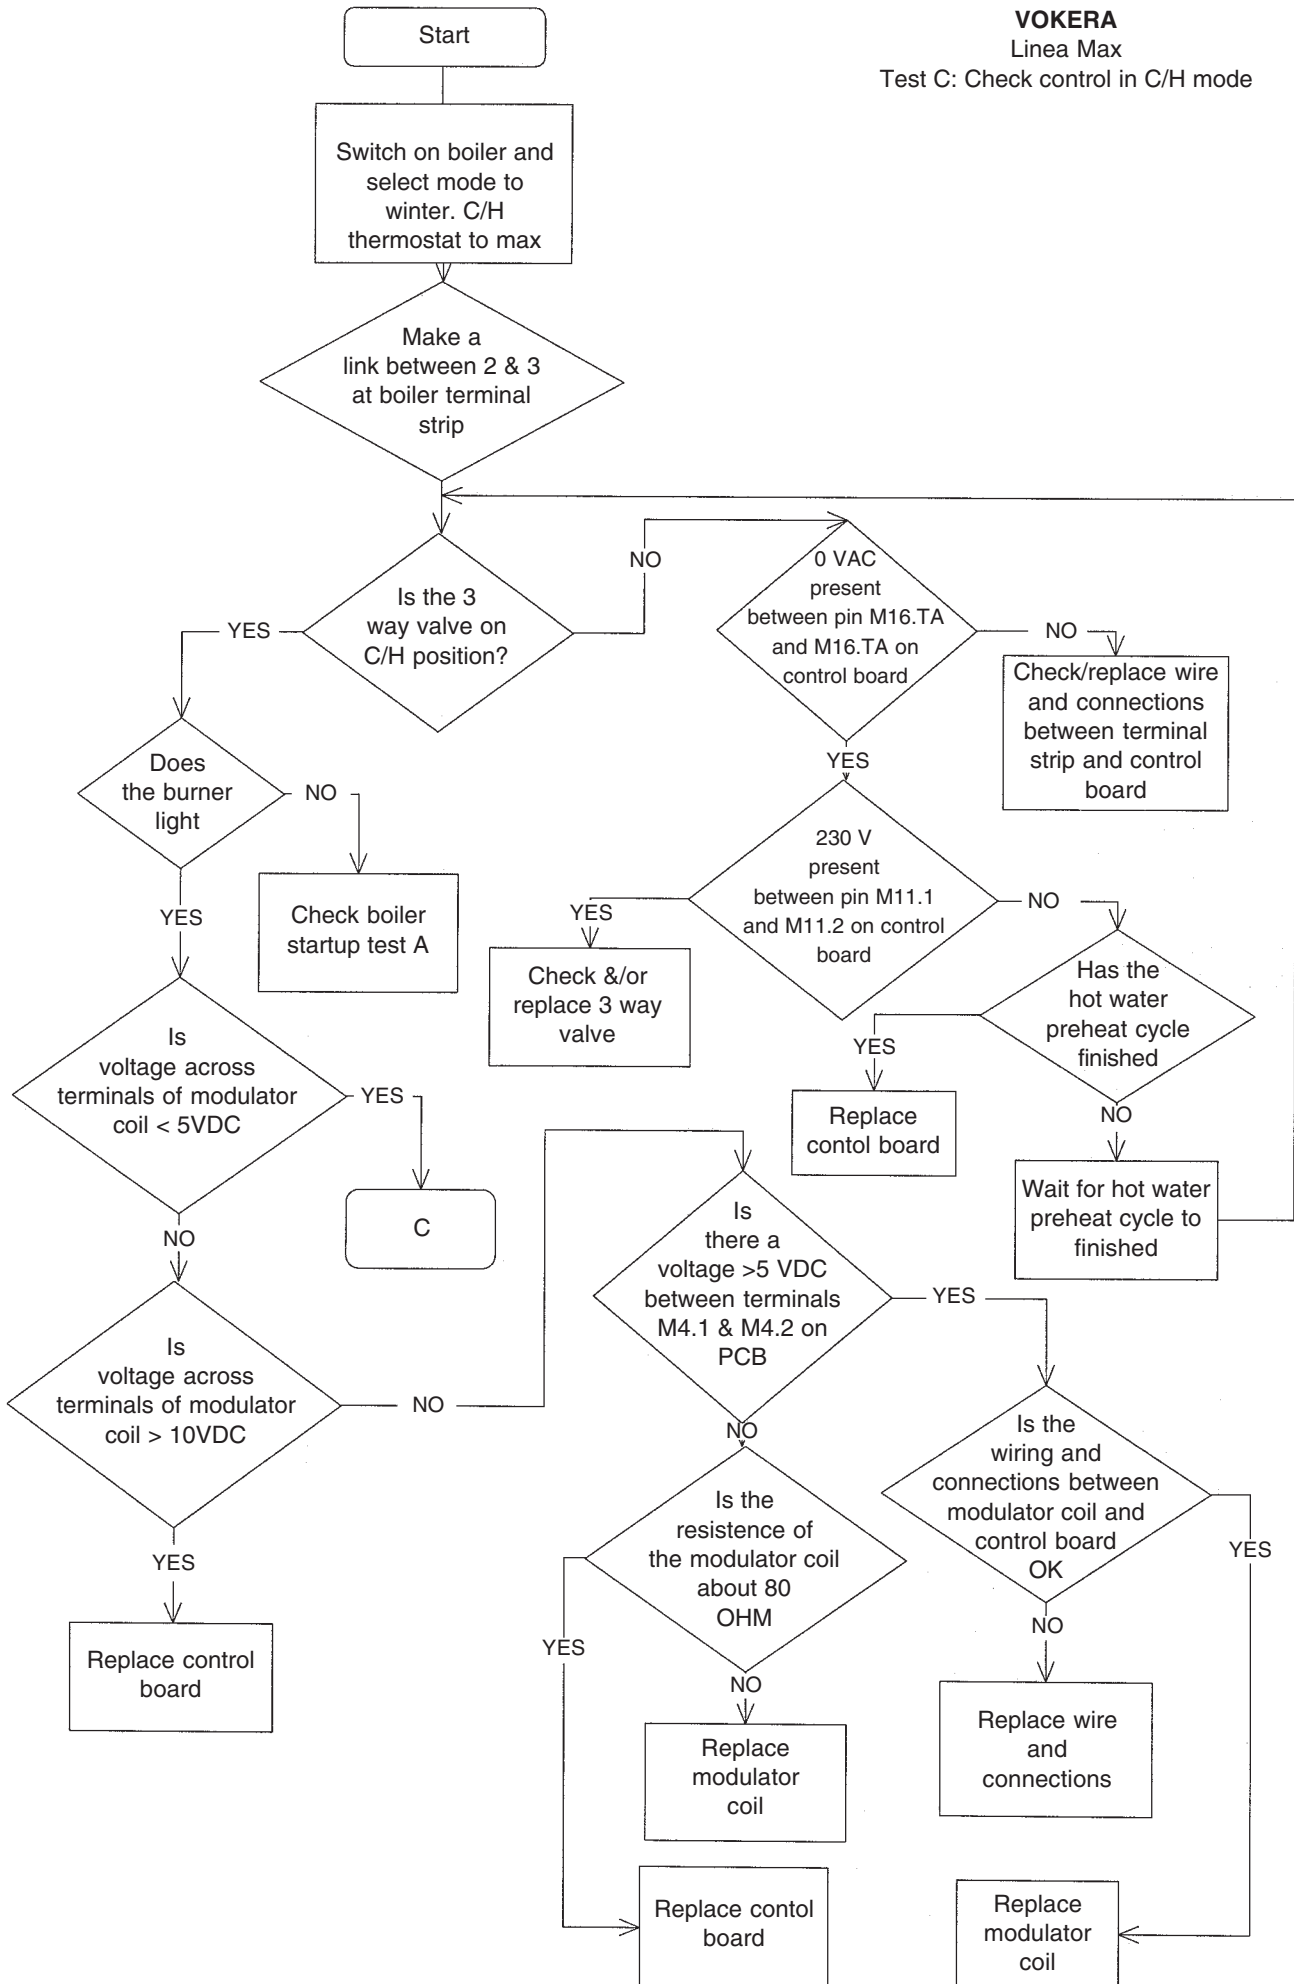 VOKERA
Linea Max
Test C: Check control in C/H mode
Start
Switch on boiler and
select mode to
winter. C/H
thermostat to max
Make a
link between 2 & 3
at boiler terminal
strip
Is the 3
way valve on
C/H position?
NO
YES
0 VAC
present
between pin M16.TA
and M16.TA on
control board
NO
Check/replace wire
and connections
between terminal
strip and control
board
YES
Does
the burner
light
NO
Check boiler
startup test A
YES
230 V
present
between pin M11.1
and M11.2 on control
board
YES
Check &/or
replace 3 way
valve
NO
Has the
hot water
preheat cycle
finished
YES
Replace
contol board
NO
Wait for hot water
preheat cycle to
finished
Is
voltage across
terminals of modulator
coil < 5VDC
YES
C
NO
Is
voltage across
terminals of modulator
coil > 10VDC
NO
YES
Replace control
board
Is
there a
voltage >5 VDC
between terminals
M4.1 & M4.2 on
PCB
YES
NO
Is the
wiring and
connections between
modulator coil and
control board
OK
YES
NO
Is the
resistence of
the modulator coil
about 80
OHM
YES
NO
Replace
modulator
coil
Replace wire
and
connections
Replace contol
board
Replace
modulator
coil